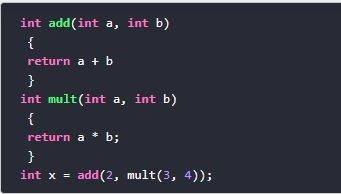 int add(int a, int b)
{
return a + b
}
int mult(int a, int b)
{
return a * b;
}
int x = add(2, mult(3, 4));